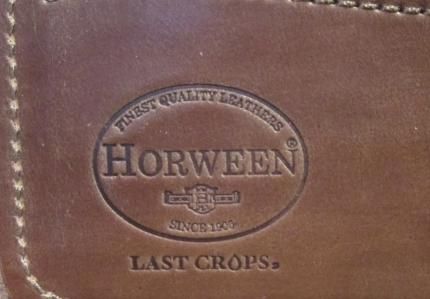 FINEST QUALITY LEATHERS
HORWEEN®
SINCE 1905
LAST CROPS.